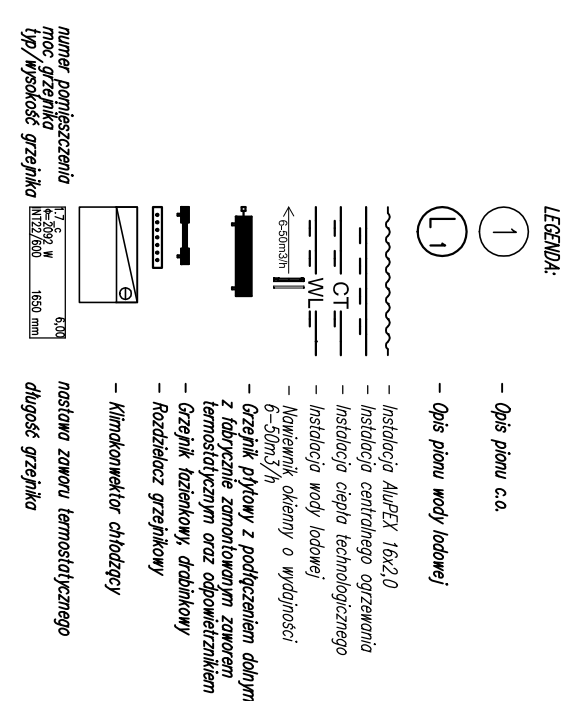 LEGENDA:
1
- Opis pionu c.o.
L 1
- Opis pionu wody lodowej
- Instalacja AluPEX 16x2,0
- Instalacja centralnego ogrzewania
CT
- Instalacja ciepła technologicznego
WL
- Instalacja wody lodowej
6-50m3/h
- Nawiewnik okienny o wydajności
6-50m3/h
- Grzejnik płytowy z podłączeniem dolnym
z fabrycznie zamontowanym zaworem
termostatycznym oraz odpowietrznikiem
- Grzejnik łazienkowy, drabinkowy
- Rozdzielacz grzejnikowy
- Klimakonwektor chłodzący
numer pomieszczenia
moc grzejnika
typ/wysokość grzejnika
1.7_c 6,00
Φ=2092 W
NT22/600 1650 mm
nastawa zaworu termostatycznego
długość grzejnika